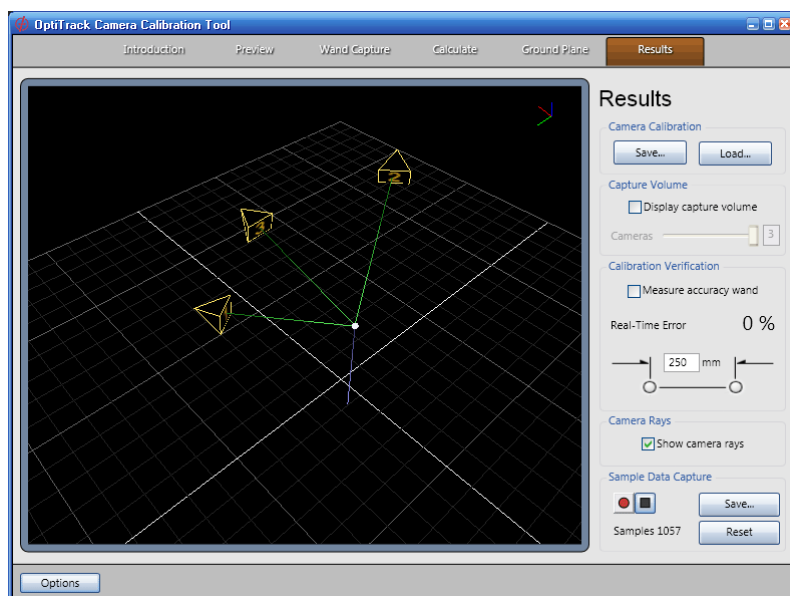 OptiTrack Camera Calibration Tool
Introduction Preview Wand Capture Calculate Ground Plane Results
Results
Camera Calibration
Save... Load...
Capture Volume
Display capture volume
Cameras 3
Calibration Verification
Measure accuracy wand
Real-Time Error 0 %
250 mm
Camera Rays
Show camera rays
Sample Data Capture
Save...
Samples 1057 Reset
2
3
Options